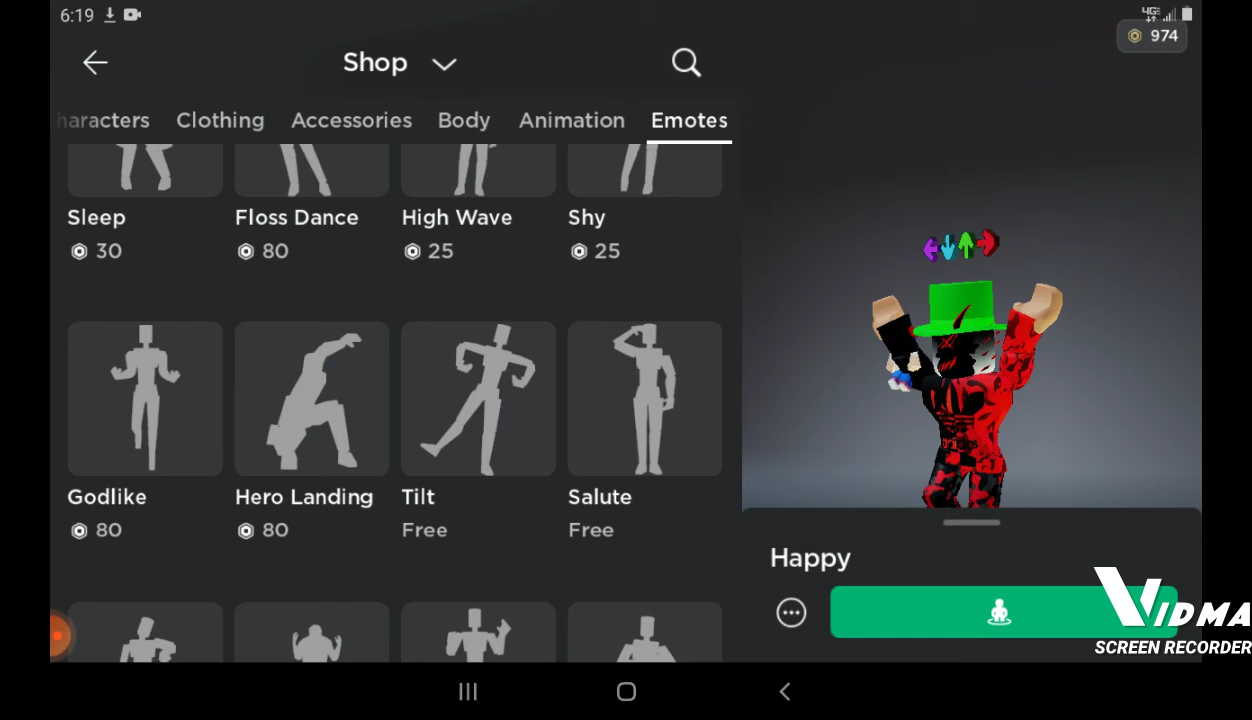 6:19
4GE
974
Shop
haracters Clothing Accessories Body Animation Emotes
Sleep Floss Dance High Wave Shy
30 80 25 25
Godlike Hero Landing Tilt Salute
80 80 Free Free
Happy
VIDMA
SCREEN RECORDER